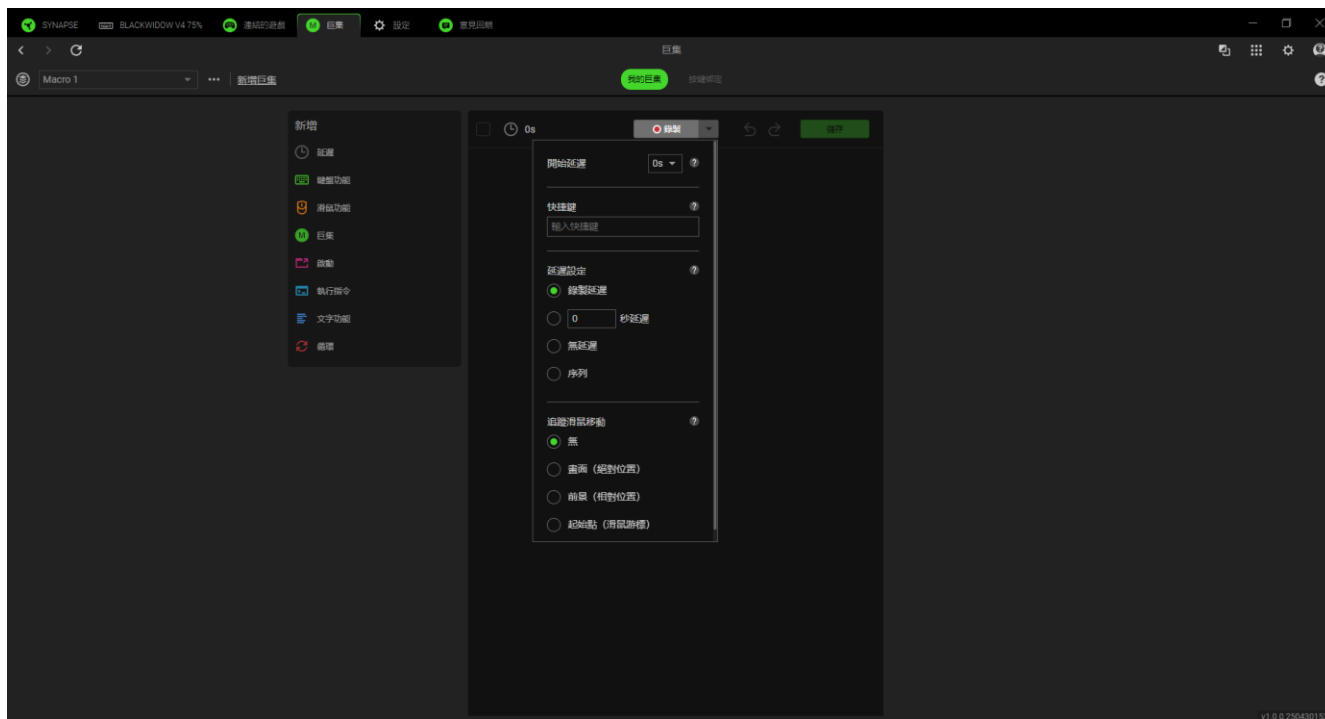 SYNAPSE BLACKWIDOW V4 75% 連結的遊戲 巨集 設定 意見回饋
巨集
Macro 1 新增巨集 我的巨集 按鍵綁定
新增
延遲
鍵盤功能
滑鼠功能
巨集
啟動
執行指令
文字功能
循環
0s 錄製 儲存
開始延遲 0s
快捷鍵
輸入快捷鍵
延遲設定
錄製延遲
0 秒延遲
無延遲
序列
追蹤滑鼠移動
無
畫面（絕對位置）
前景（相對位置）
起始點（滑鼠游標）